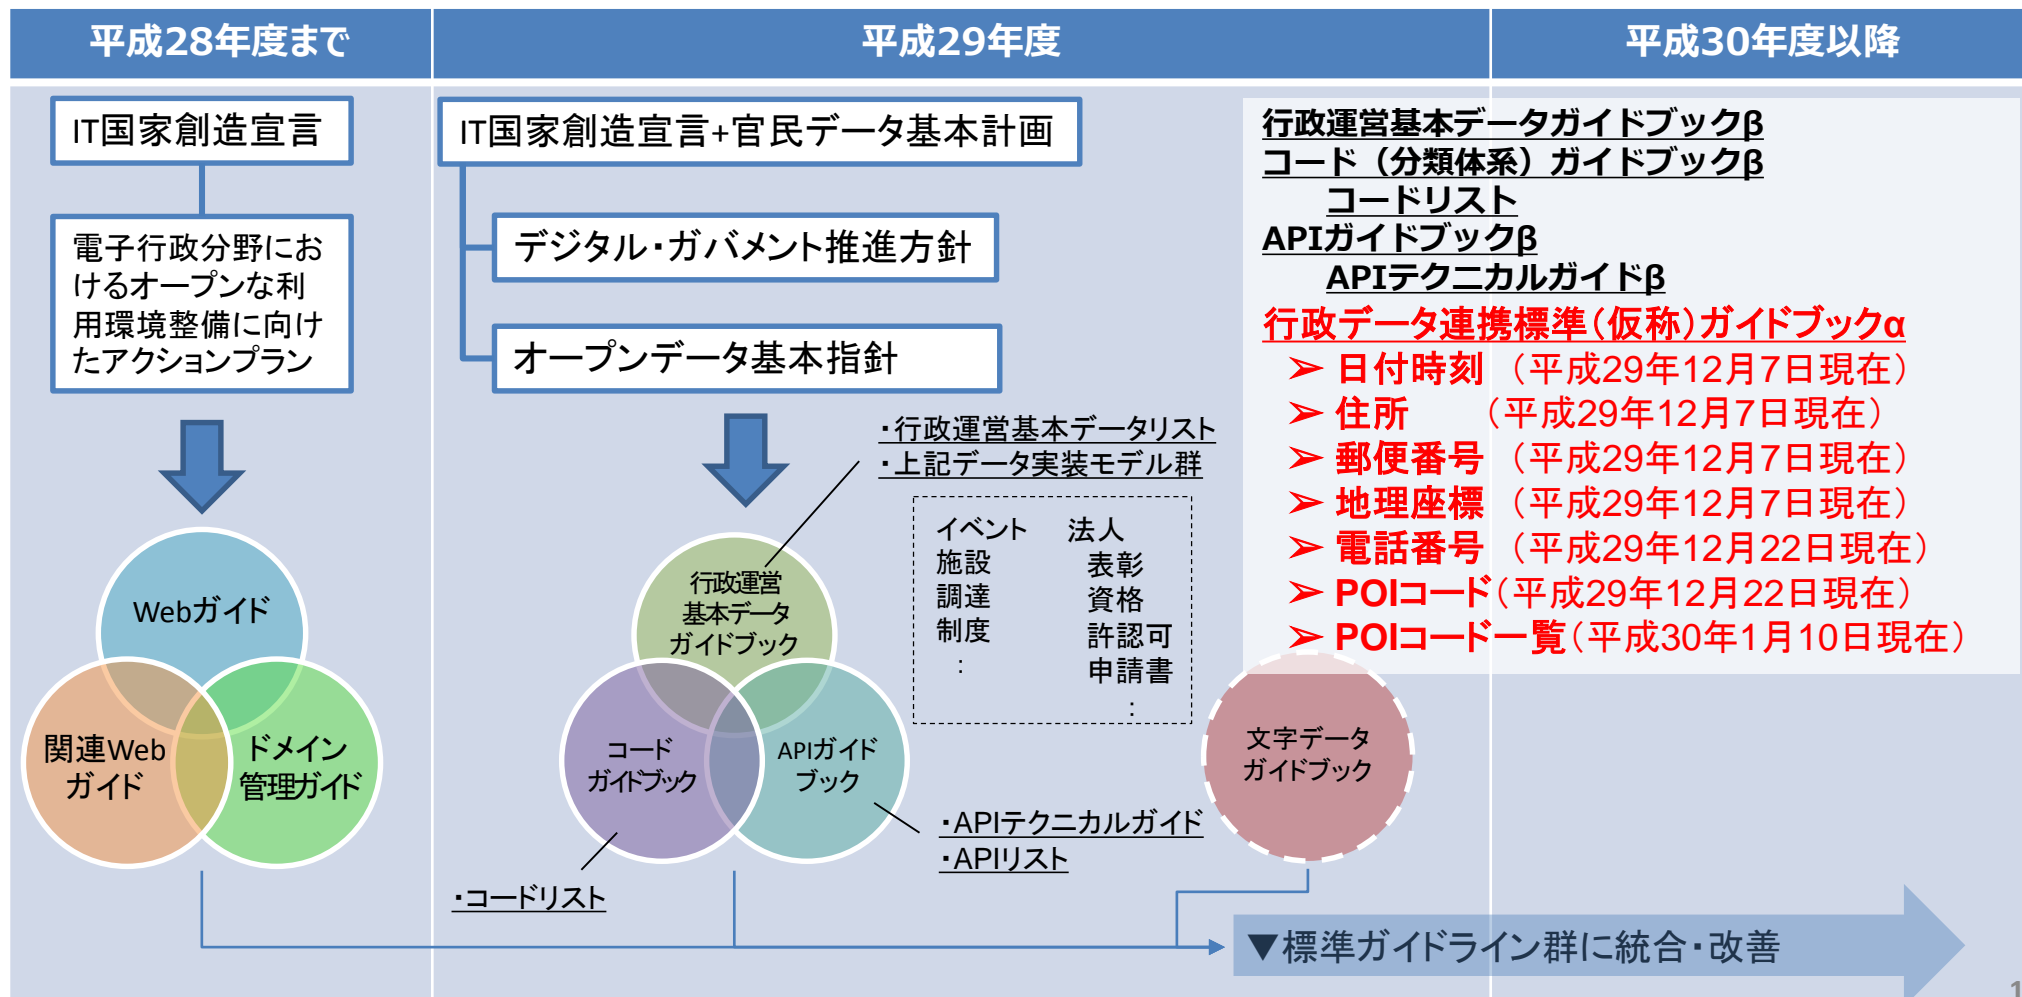 平成28年度まで
平成29年度
平成30年度以降
IT国家創造宣言
電子行政分野にお
けるオープンな利
用環境整備に向け
たアクションプラン
Webガイド
関連Web
ガイド
ドメイン
管理ガイド
IT国家創造宣言+官民データ基本計画
デジタル・ガバメント推進方針
オープンデータ基本指針
・行政運営基本データリスト
・上記データ実装モデル群
イベント
施設
調達
制度
:
法人
表彰
資格
許認可
申請書
:
行政運営
基本データ
ガイドブック
コード
ガイドブック
APIガイド
ブック
・コードリスト
・APIテクニカルガイド
・APIリスト
行政運営基本データガイドブックβ
コード（分類体系）ガイドブックβ
コードリスト
APIガイドブックβ
APIテクニカルガイドβ
行政データ連携標準（仮称）ガイドブックα
➢ 日付時刻 （平成29年12月7日現在）
➢ 住所 （平成29年12月7日現在）
➢ 郵便番号 （平成29年12月7日現在）
➢ 地理座標 （平成29年12月7日現在）
➢ 電話番号 （平成29年12月22日現在）
➢ POIコード（平成29年12月22日現在）
➢ POIコード一覧（平成30年1月10日現在）
文字データ
ガイドブック
▼標準ガイドライン群に統合・改善
1